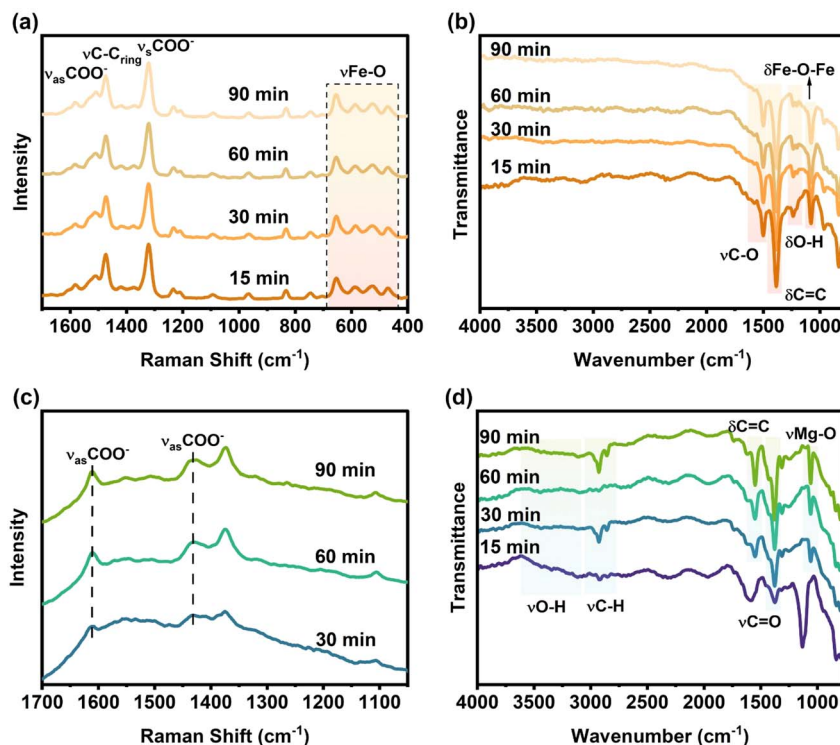 (a)
νasCOO-
νC-Cring
νsCOO-
νFe-O
90 min
60 min
30 min
15 min
Intensity
1600 1400 1200 1000 800 600 400
Raman Shift (cm-1)
(b)
90 min
60 min
30 min
15 min
δFe-O-Fe
δO-H
νC-O
δC=C
Transmittance
4000 3500 3000 2500 2000 1500 1000
Wavenumber (cm-1)
(c)
νasCOO-
νasCOO-
90 min
60 min
30 min
Intensity
1700 1600 1500 1400 1300 1200 1100
Raman Shift (cm-1)
(d)
δC=C
νMg-O
90 min
60 min
30 min
15 min
νO-H
νC-H
νC=O
Transmittance
4000 3500 3000 2500 2000 1500 1000
Wavenumber (cm-1)